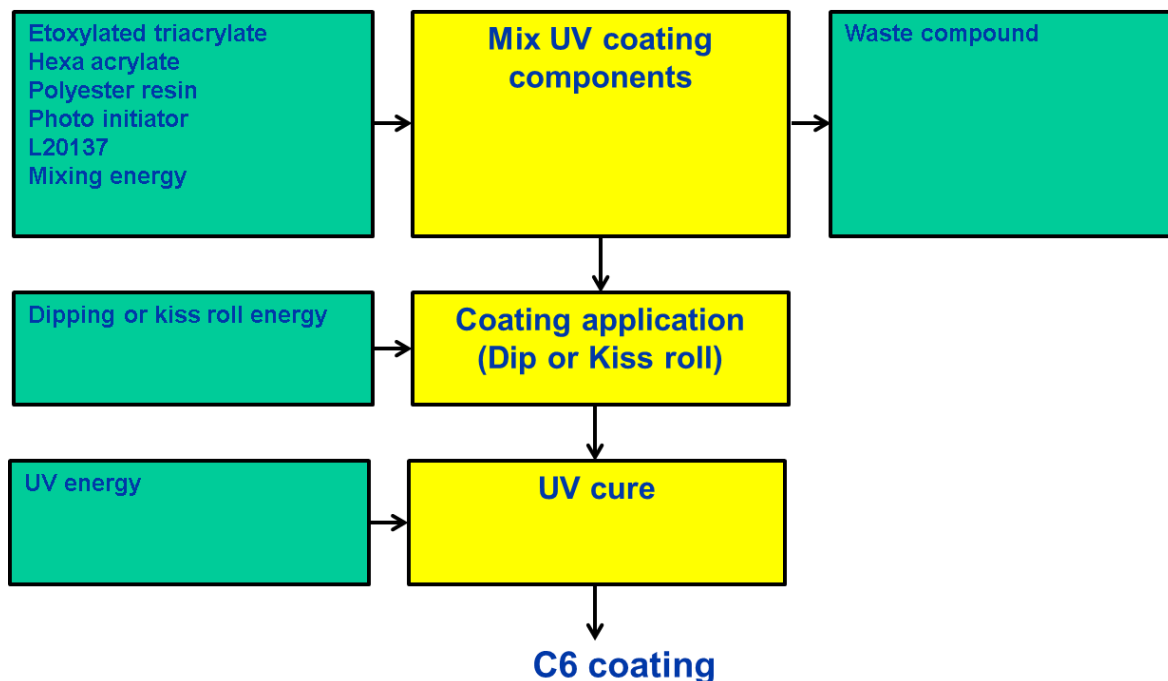 Etoxylated triacrylate
Hexa acrylate
Polyester resin
Photo initiator
L20137
Mixing energy
Mix UV coating
components
Waste compound
Dipping or kiss roll energy
Coating application
(Dip or Kiss roll)
UV energy
UV cure
C6 coating